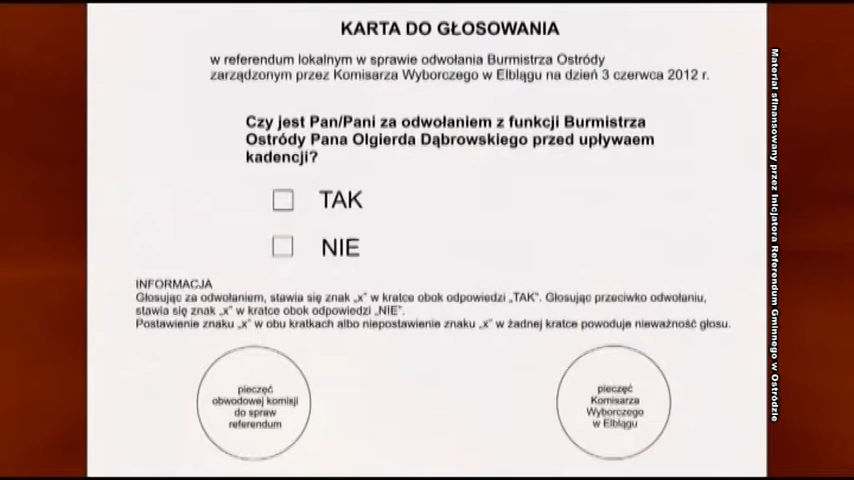 KARTA DO GŁOSOWANIA
w referendum lokalnym w sprawie odwołania Burmistrza Ostródy
zarządzonym przez Komisarza Wyborczego w Elblągu na dzień 3 czerwca 2012 r.
Czy jest Pan/Pani za odwołaniem z funkcji Burmistrza
Ostródy Pana Olgierda Dąbrowskiego przed upływaem
kadencji?
TAK
NIE
INFORMACJA
Głosując za odwołaniem, stawia się znak „x" w kratce obok odpowiedzi „TAK". Głosując przeciwko odwołaniu,
stawia się znak „x" w kratce obok odpowiedzi „NIE".
Postawienie znaku „x" w obu kratkach albo niepostawienie znaku „x" w żadnej kratce powoduje nieważność głosu.
pieczęć
obwodowej komisji
do spraw
referendum
pieczęć
Komisarza
Wyborczego
w Elblągu
Materiał sfinansowany przez Inicjatora Referendum Gminnego w Ostródzie